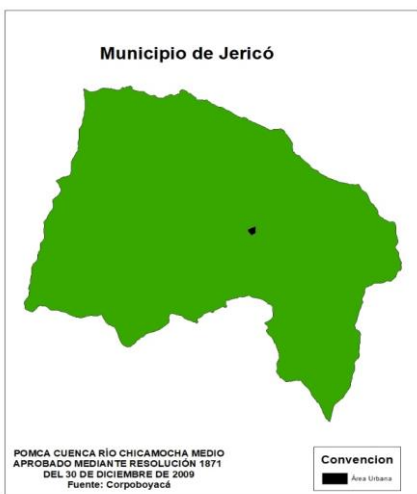 Municipio de Jericó
POMCA CUENCA RÍO CHICAMOCHA MEDIO
APROBADO MEDIANTE RESOLUCIÓN 1871
DEL 30 DE DICIEMBRE DE 2009
Fuente: Corpoboyacá
Convencion
Área Urbana